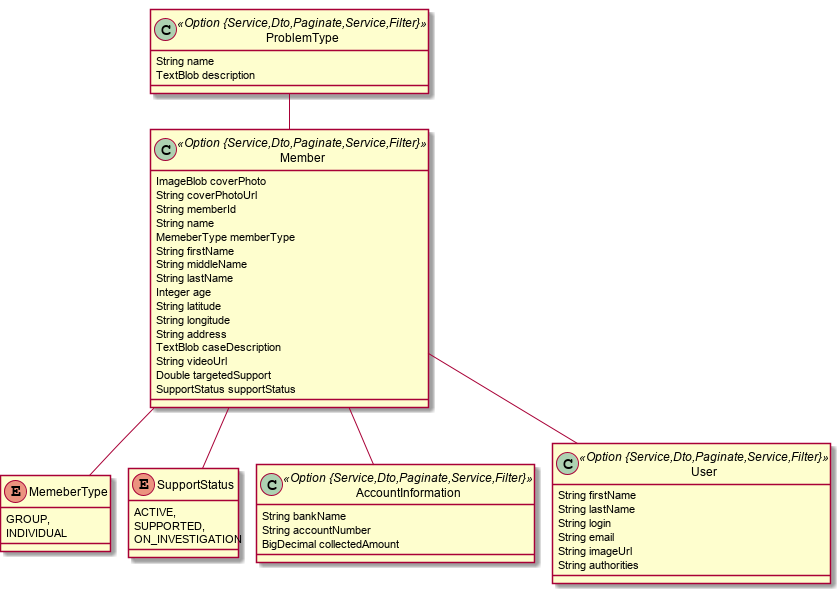 C «Option {Service,Dto,Paginate,Service,Filter}»
ProblemType
String name
TextBlob description
C «Option {Service,Dto,Paginate,Service,Filter}»
Member
ImageBlob coverPhoto
String coverPhotoUrl
String memberId
String name
MemeberType memberType
String firstName
String middleName
String lastName
Integer age
String latitude
String longitude
String address
TextBlob caseDescription
String videoUrl
Double targetedSupport
SupportStatus supportStatus
E MemeberType
GROUP,
INDIVIDUAL
E SupportStatus
ACTIVE,
SUPPORTED,
ON_INVESTIGATION
C «Option {Service,Dto,Paginate,Service,Filter}»
AccountInformation
String bankName
String accountNumber
BigDecimal collectedAmount
C «Option {Service,Dto,Paginate,Service,Filter}»
User
String firstName
String lastName
String login
String email
String imageUrl
String authorities